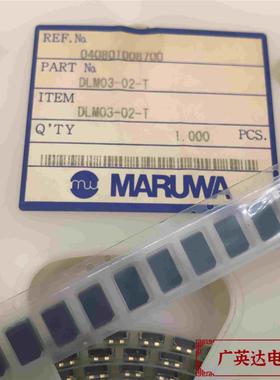 REF.No
040801008700
PART No
DLM03-02-T
ITEM
DLM03-02-T
Q'TY
1.000 PCS.
mw MARUWA
广英达电